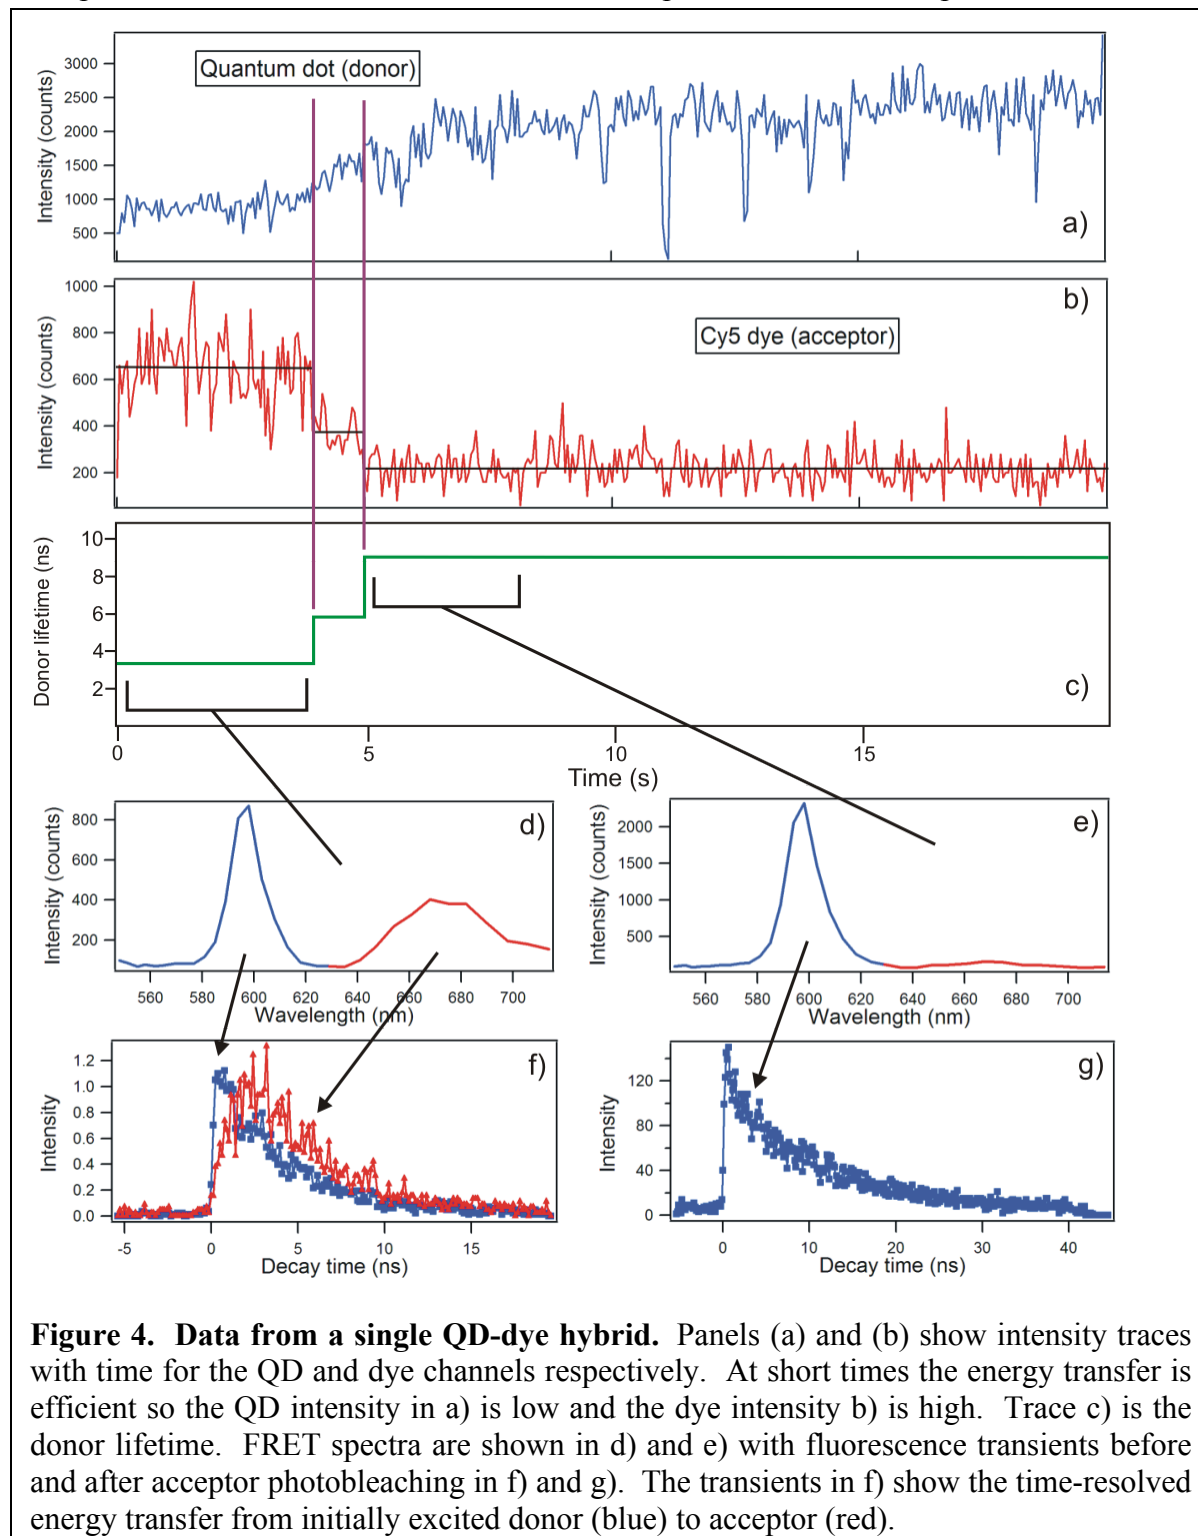 Quantum dot (donor)
Intensity (counts)
3000
2500
2000
1500
1000
500
a)
Intensity (counts)
1000
800
600
400
200
b)
Cy5 dye (acceptor)
Donor lifetime (ns)
10
8
6
4
2
c)
0
5
10
15
Time (s)
Intensity (counts)
800
600
400
200
d)
560
580
600
620
640
660
680
700
Wavelength (nm)
Intensity (counts)
2000
1500
1000
500
e)
560
580
600
620
640
660
680
700
Wavelength (nm)
Intensity
1.2
1.0
0.8
0.6
0.4
0.2
0.0
f)
-5
0
5
10
15
Decay time (ns)
Intensity
120
80
40
0
g)
0
10
20
30
40
Decay time (ns)
Figure 4. Data from a single QD-dye hybrid. Panels (a) and (b) show intensity traces
with time for the QD and dye channels respectively. At short times the energy transfer is
efficient so the QD intensity in a) is low and the dye intensity b) is high. Trace c) is the
donor lifetime. FRET spectra are shown in d) and e) with fluorescence transients before
and after acceptor photobleaching in f) and g). The transients in f) show the time-resolved
energy transfer from initially excited donor (blue) to acceptor (red).